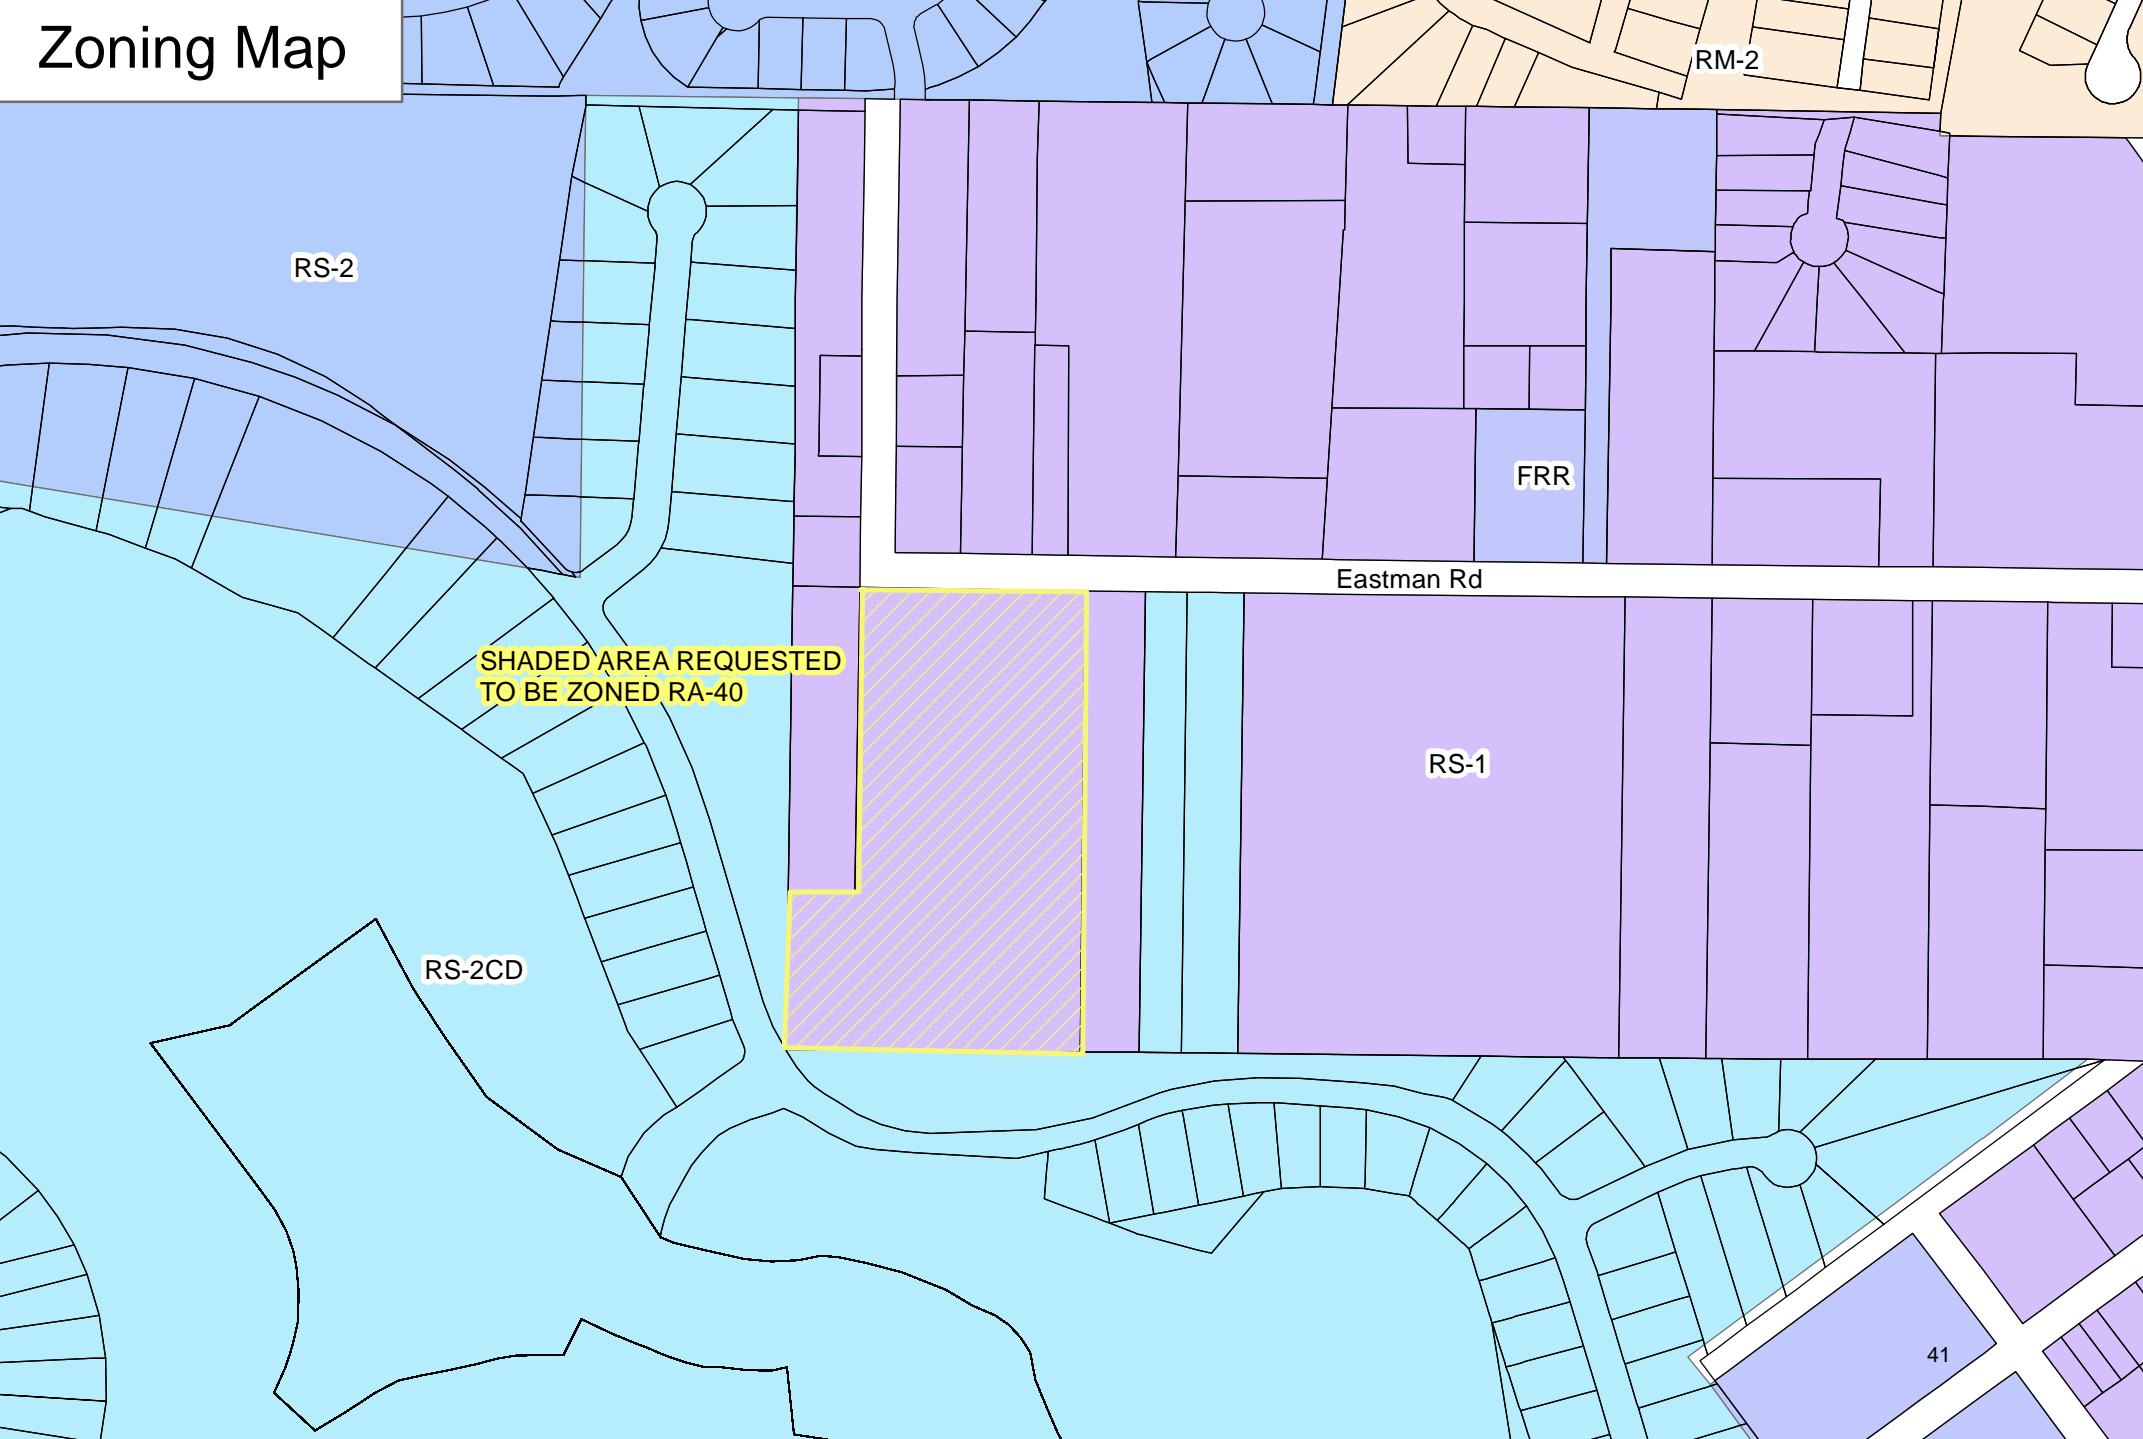 Zoning Map
RM-2
RS-2
FRR
Eastman Rd
SHADED AREA REQUESTED
TO BE ZONED RA-40
RS-1
RS-2CD
41